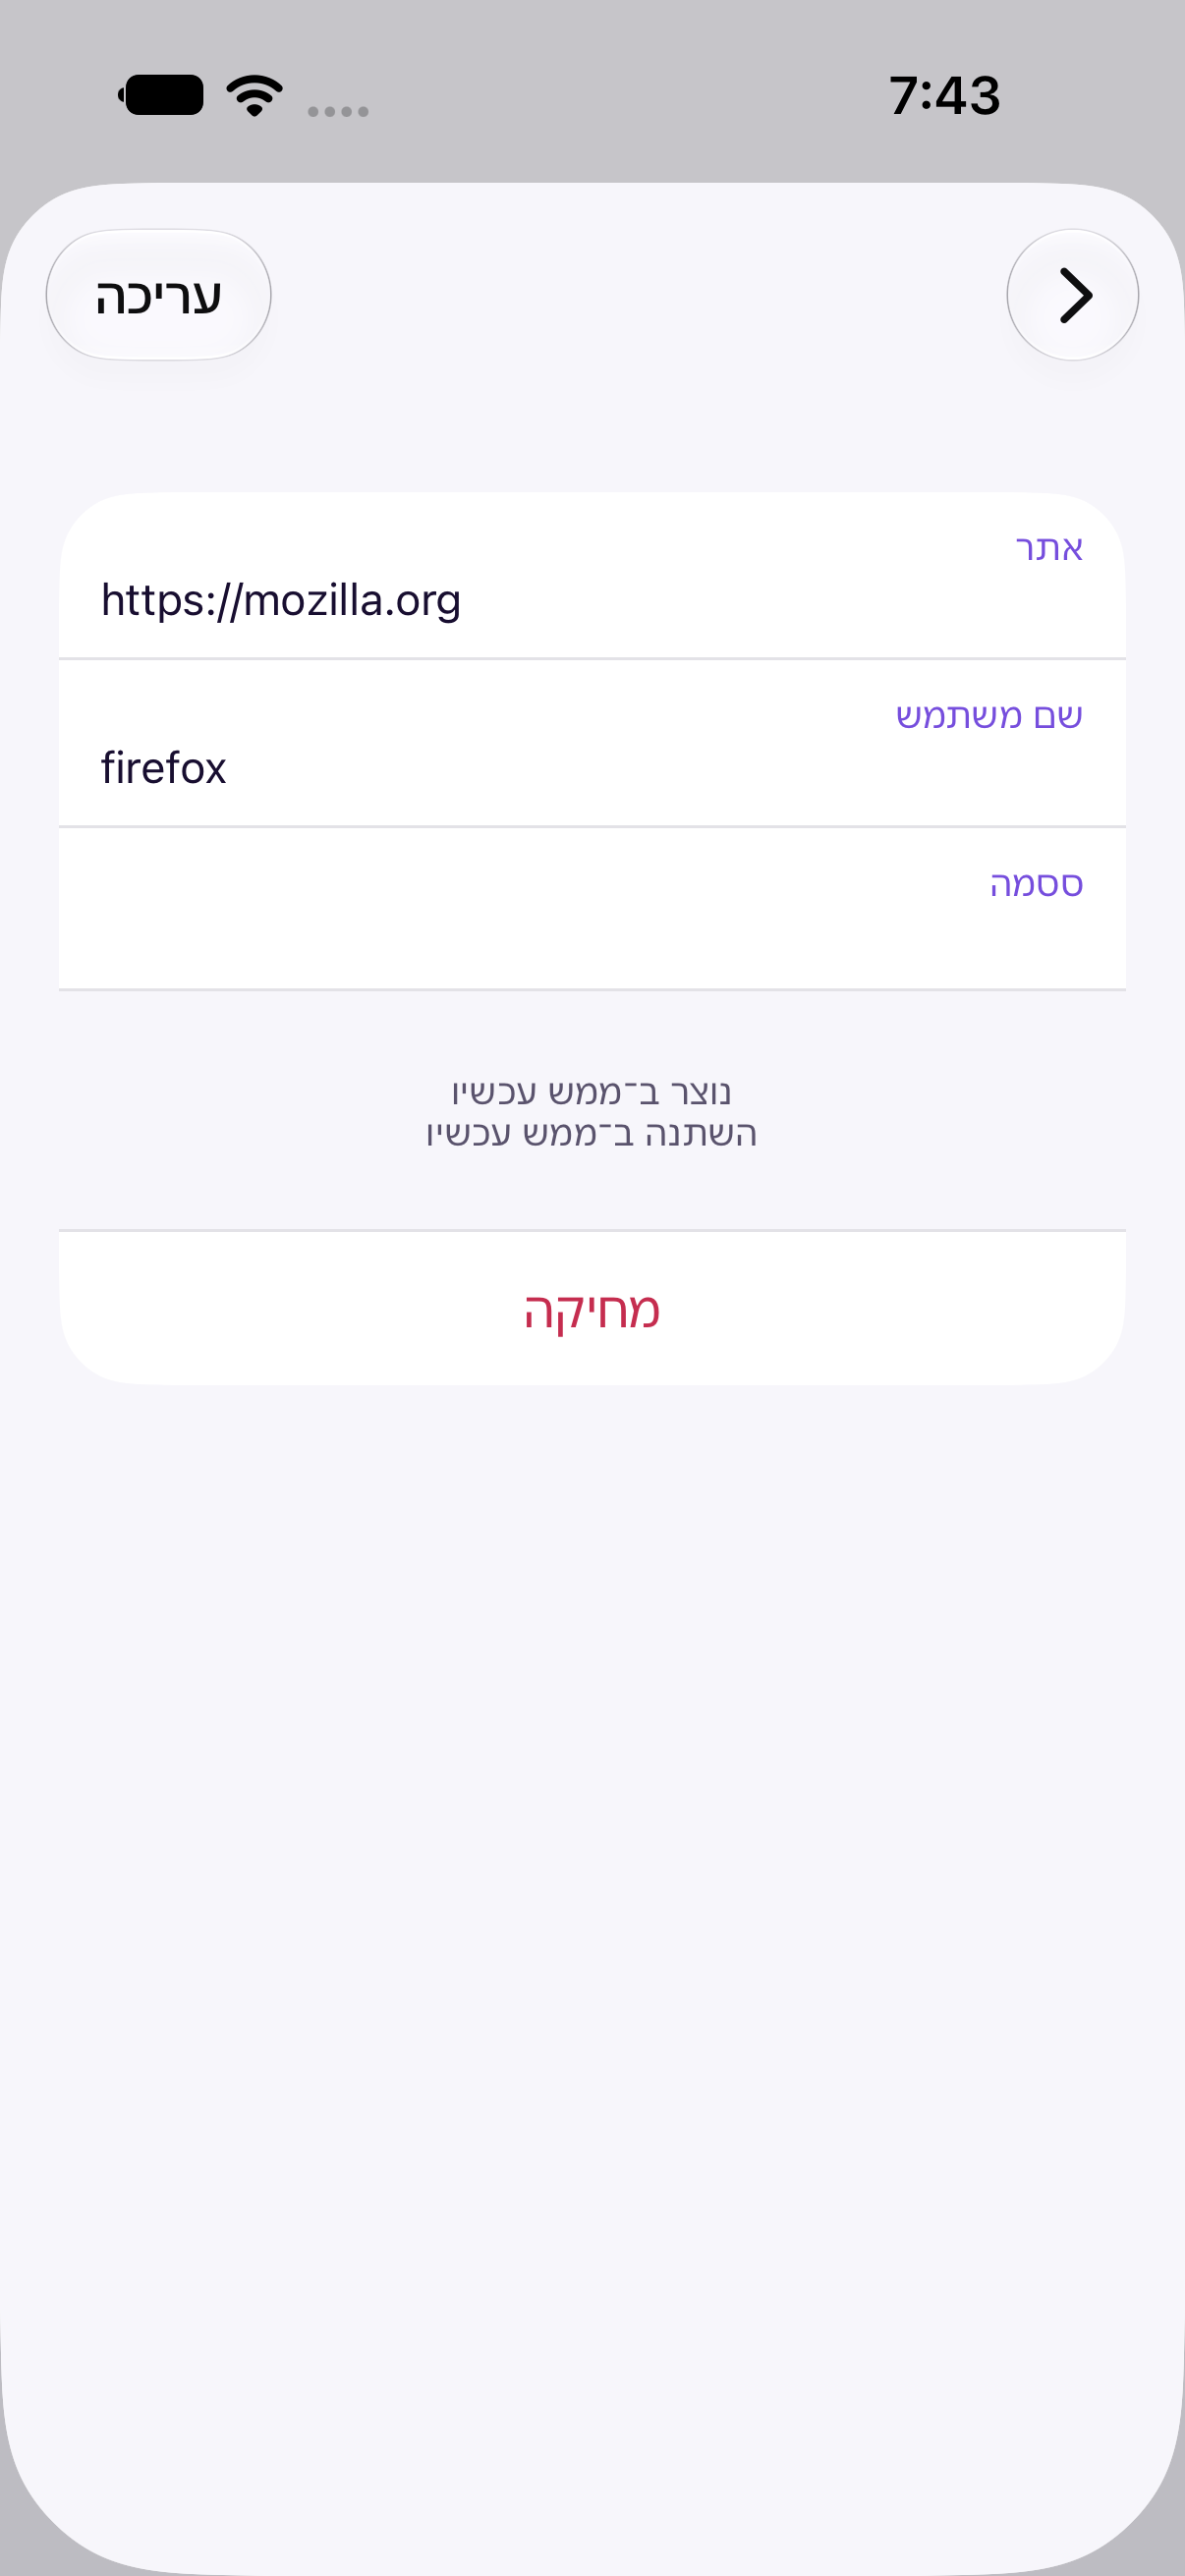 7:43
עריכה
אתר
https://mozilla.org
שם משתמש
firefox
ססמה
נוצר ב־ממש עכשיו
השתנה ב־ממש עכשיו
מחיקה